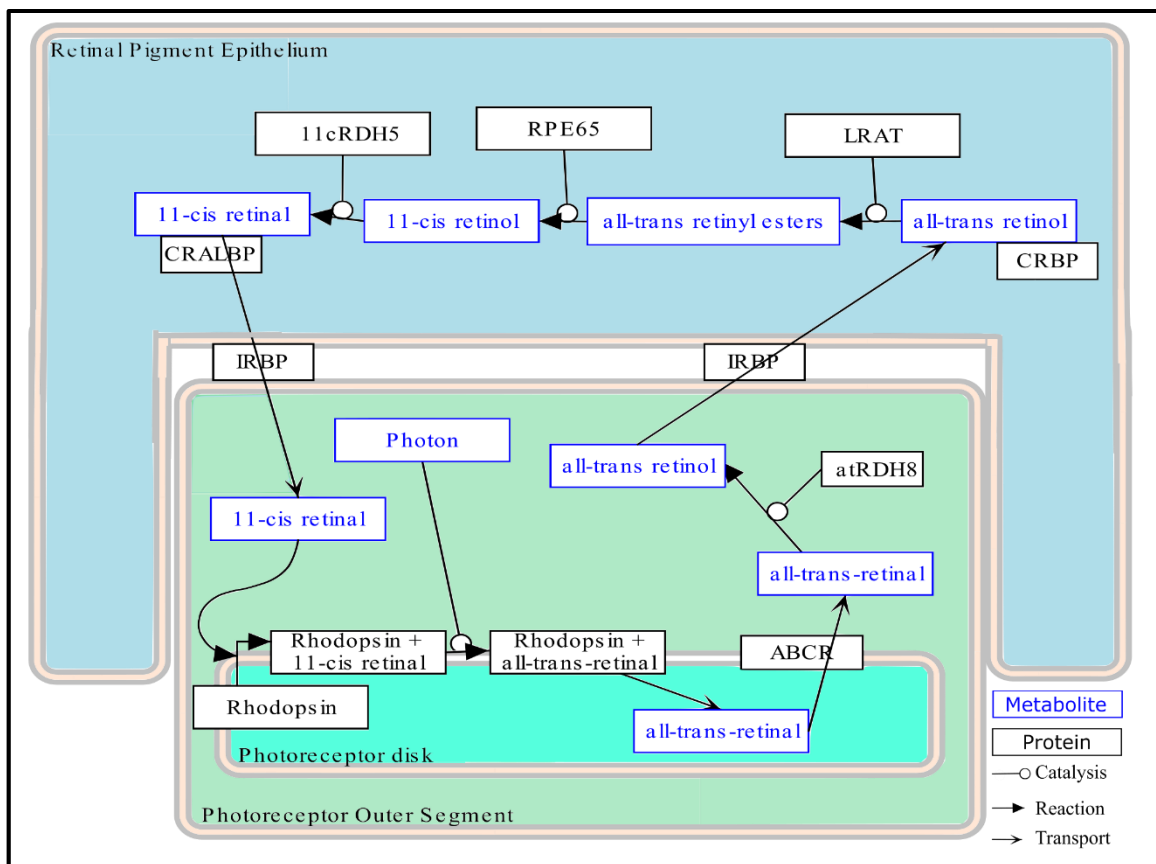 Retinal Pigment Epithelium
11cRDH5
RPE65
LRAT
11-cis retinal
11-cis retinol
all-trans retinyl esters
all-trans retinol
CRALBP
CRBP
IRBP
IRBP
Photon
all-trans retinol
atRDH8
11-cis retinal
all-trans-retinal
Rhodopsin +
11-cis retinal
Rhodopsin +
all-trans-retinal
ABCR
Rhodopsin
all-trans-retinal
Photoreceptor disk
Photoreceptor Outer Segment
Metabolite
Protein
Catalysis
Reaction
Transport